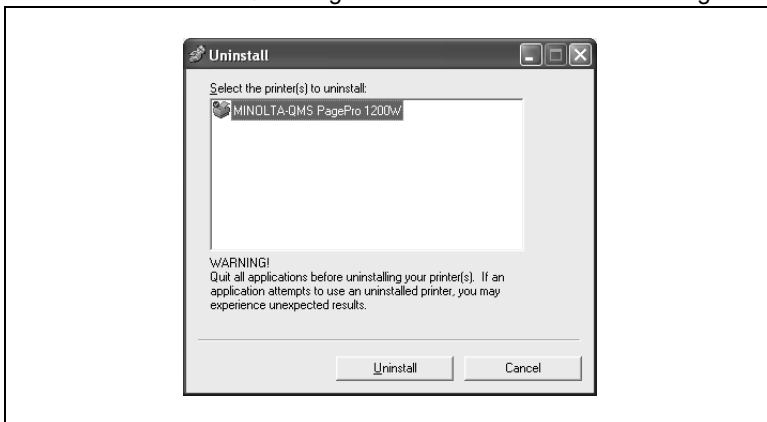 Uninstall
Select the printer(s) to uninstall:
MINOLTA-QMS PagePro 1200W
WARNING!
Quit all applications before uninstalling your printer(s). If an
application attempts to use an uninstalled printer, you may
experience unexpected results.
Uninstall
Cancel